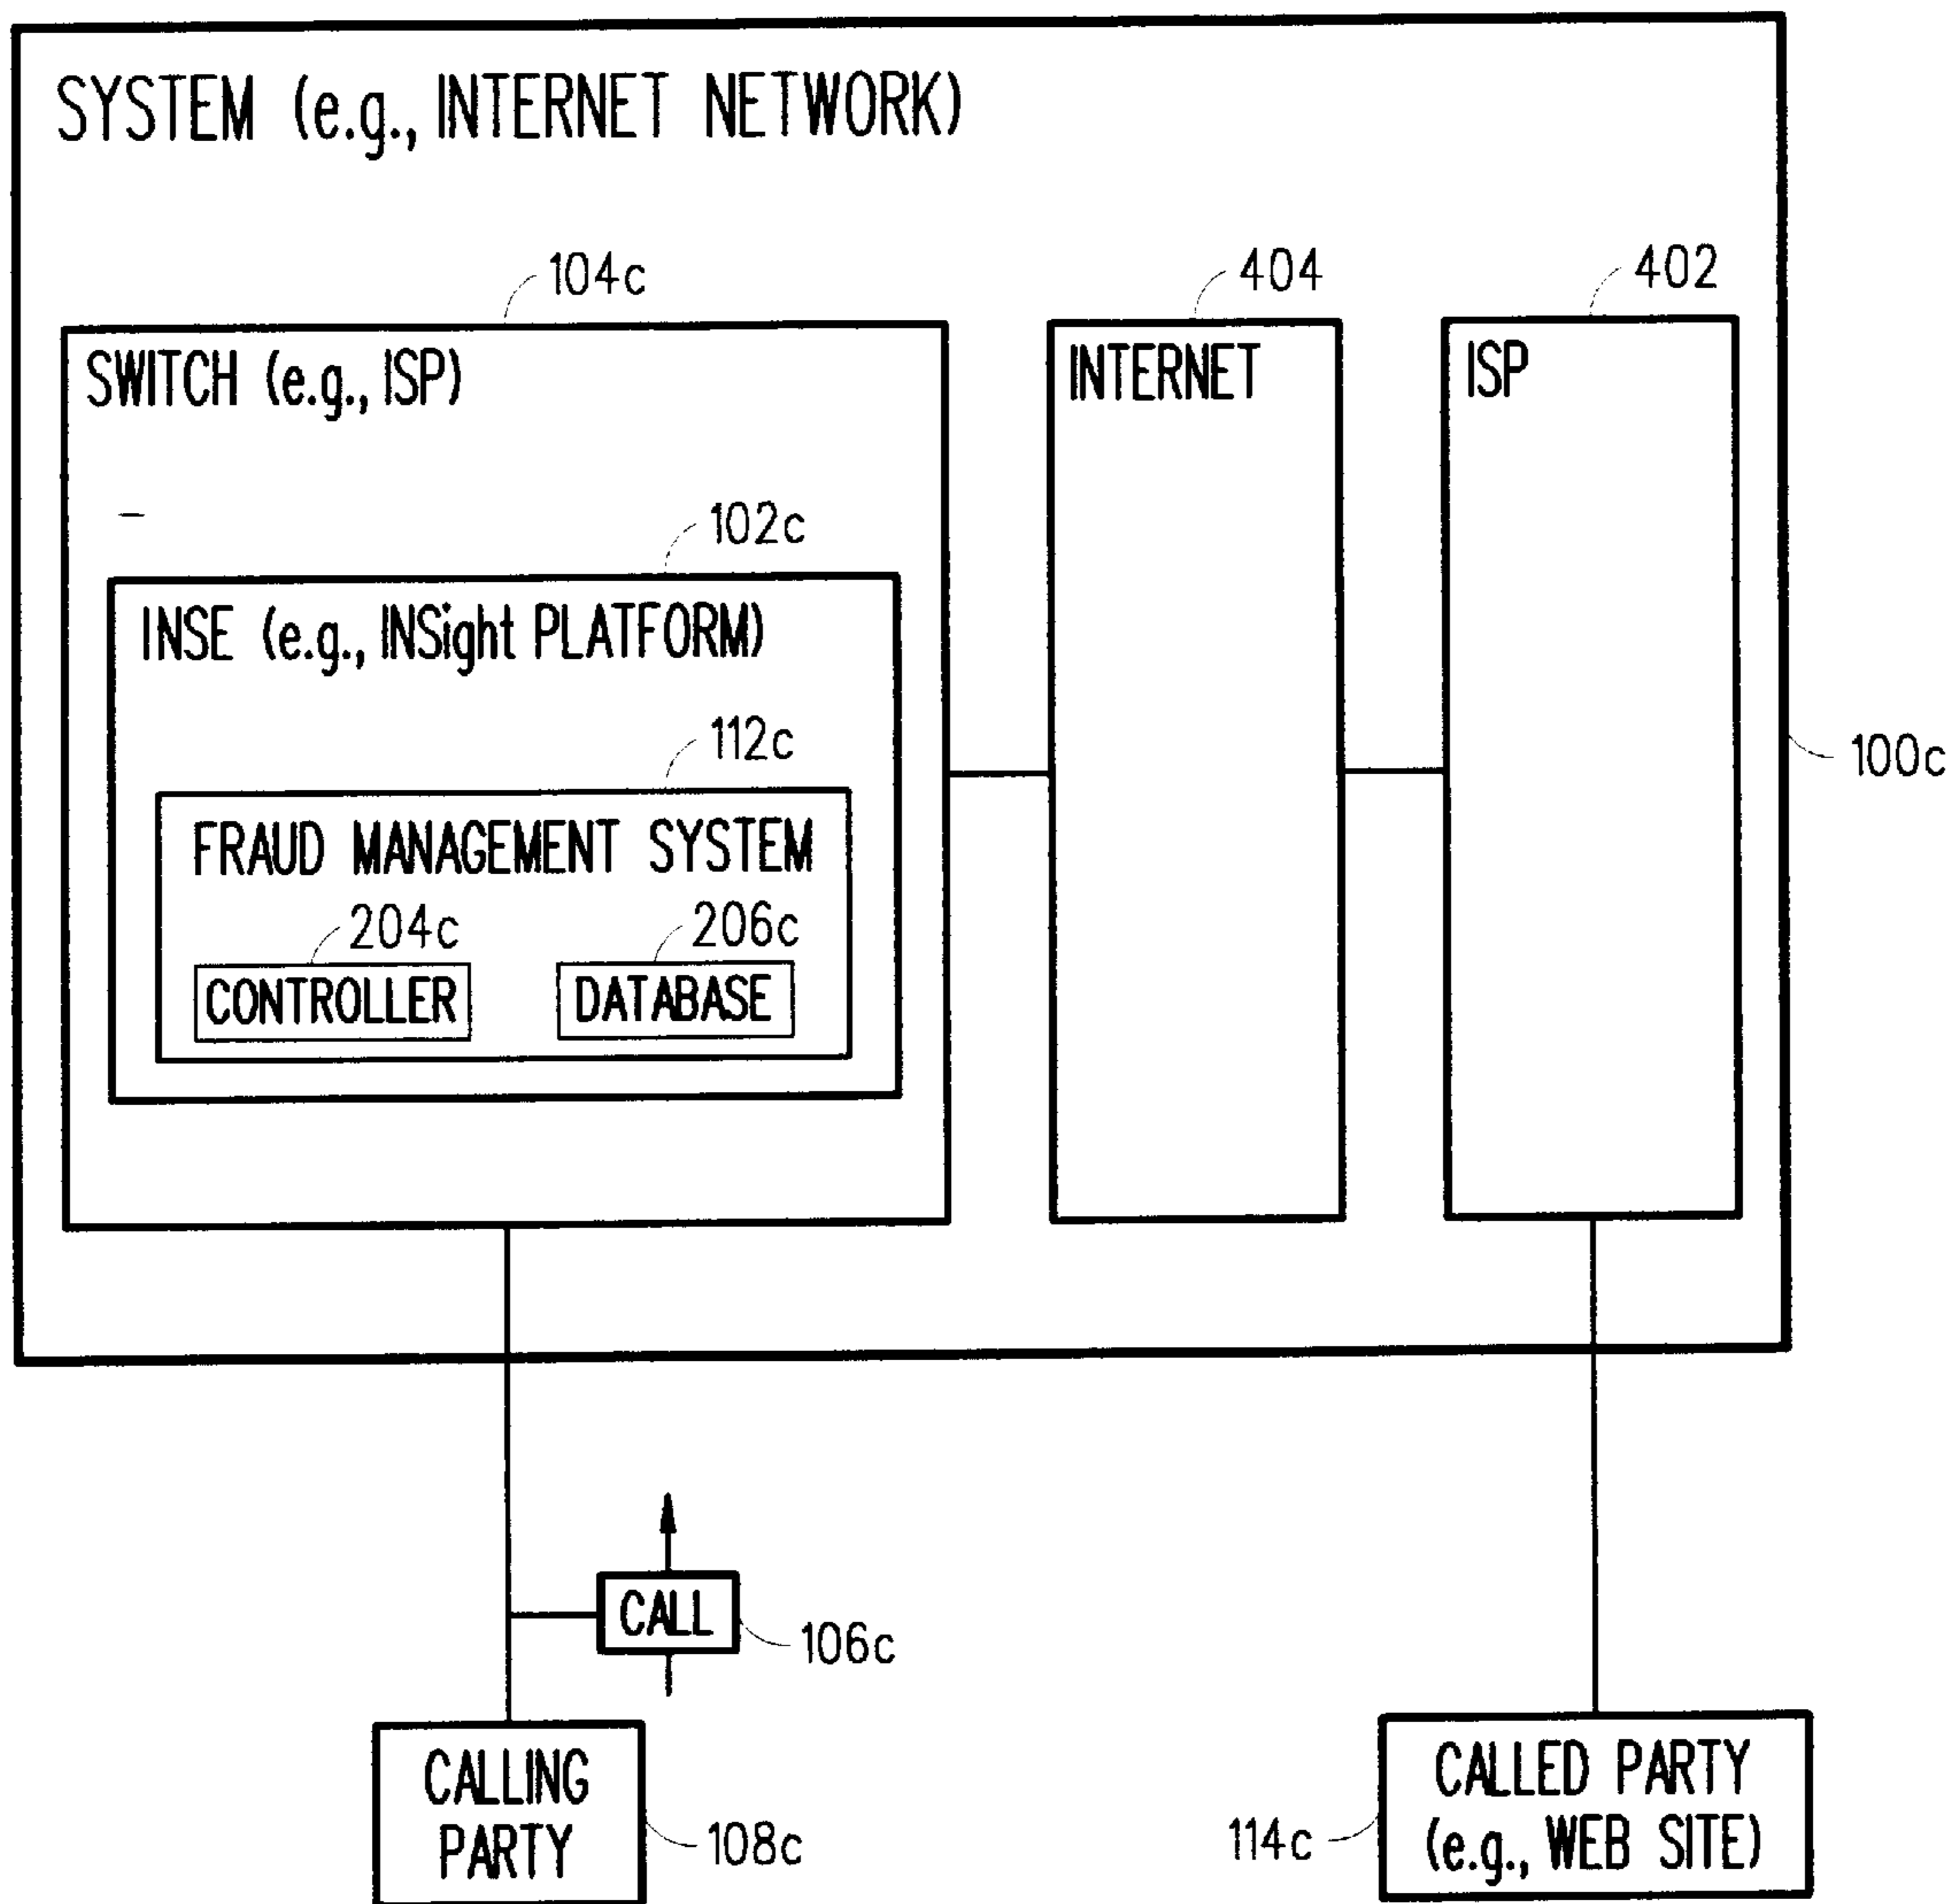 SYSTEM (e.g., INTERNET NETWORK)
104c
404
402
SWITCH (e.g., ISP)
INTERNET
ISP
102c
INSE (e.g., INSight PLATFORM)
112c
100c
FRAUD MANAGEMENT SYSTEM
204c
206c
CONTROLLER
DATABASE
CALL
106c
CALLING
PARTY
108c
CALLED PARTY
(e.g., WEB SITE)
114c